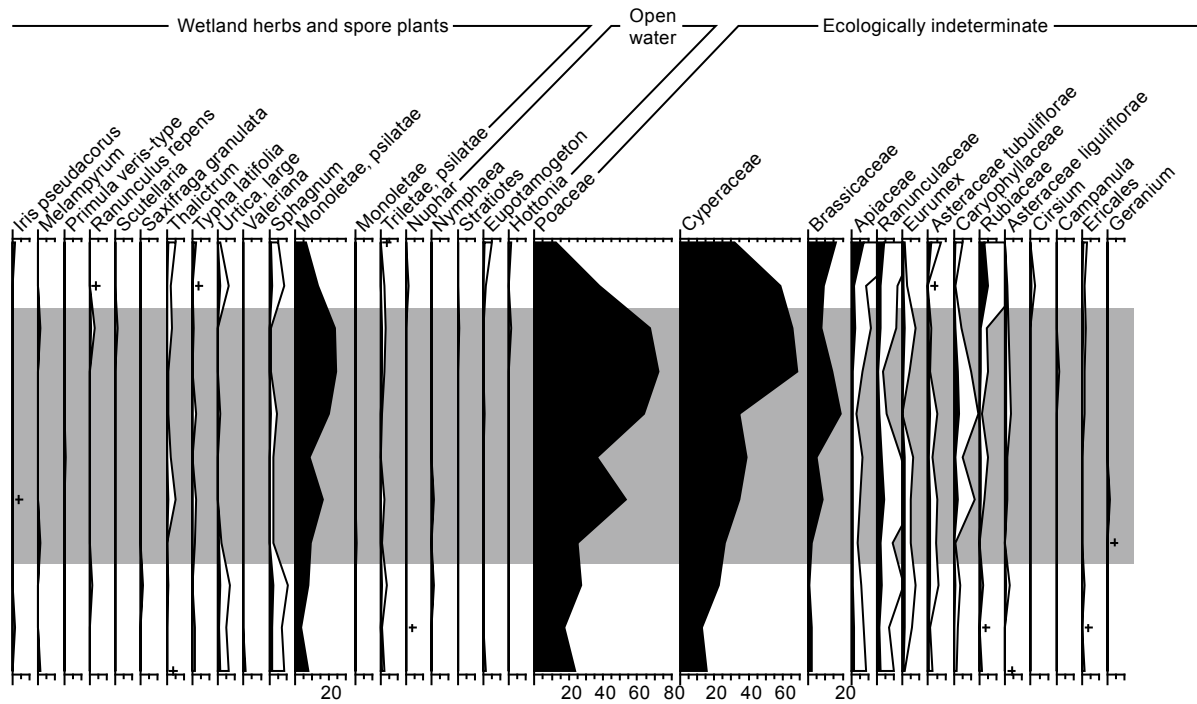 Wetland herbs and spore plants
Open
water
Ecologically indeterminate
Iris pseudacorus
Melampyrum
Primula veris-type
Ranunculus repens
Scutellaria
Saxifraga granulata
Thalictrum
Typha latifolia
Urtica, large
Valeriana
Sphagnum
Monoletae, psilatae
Monoletae
Triletae, psilatae
Nuphar
Nymphaea
Stratiotes
Eupotamogeton
Hottonia
Poaceae
Cyperaceae
Brassicaceae
Apiaceae
Ranunculaceae
Eurumex
Asteraceae tubuliflorae
Caryophyllaceae
Rubiaceae
Asteraceae liguliflorae
Cirsium
Campanula
Ericales
Geranium
20
20 40 60 80
20 40 60
20